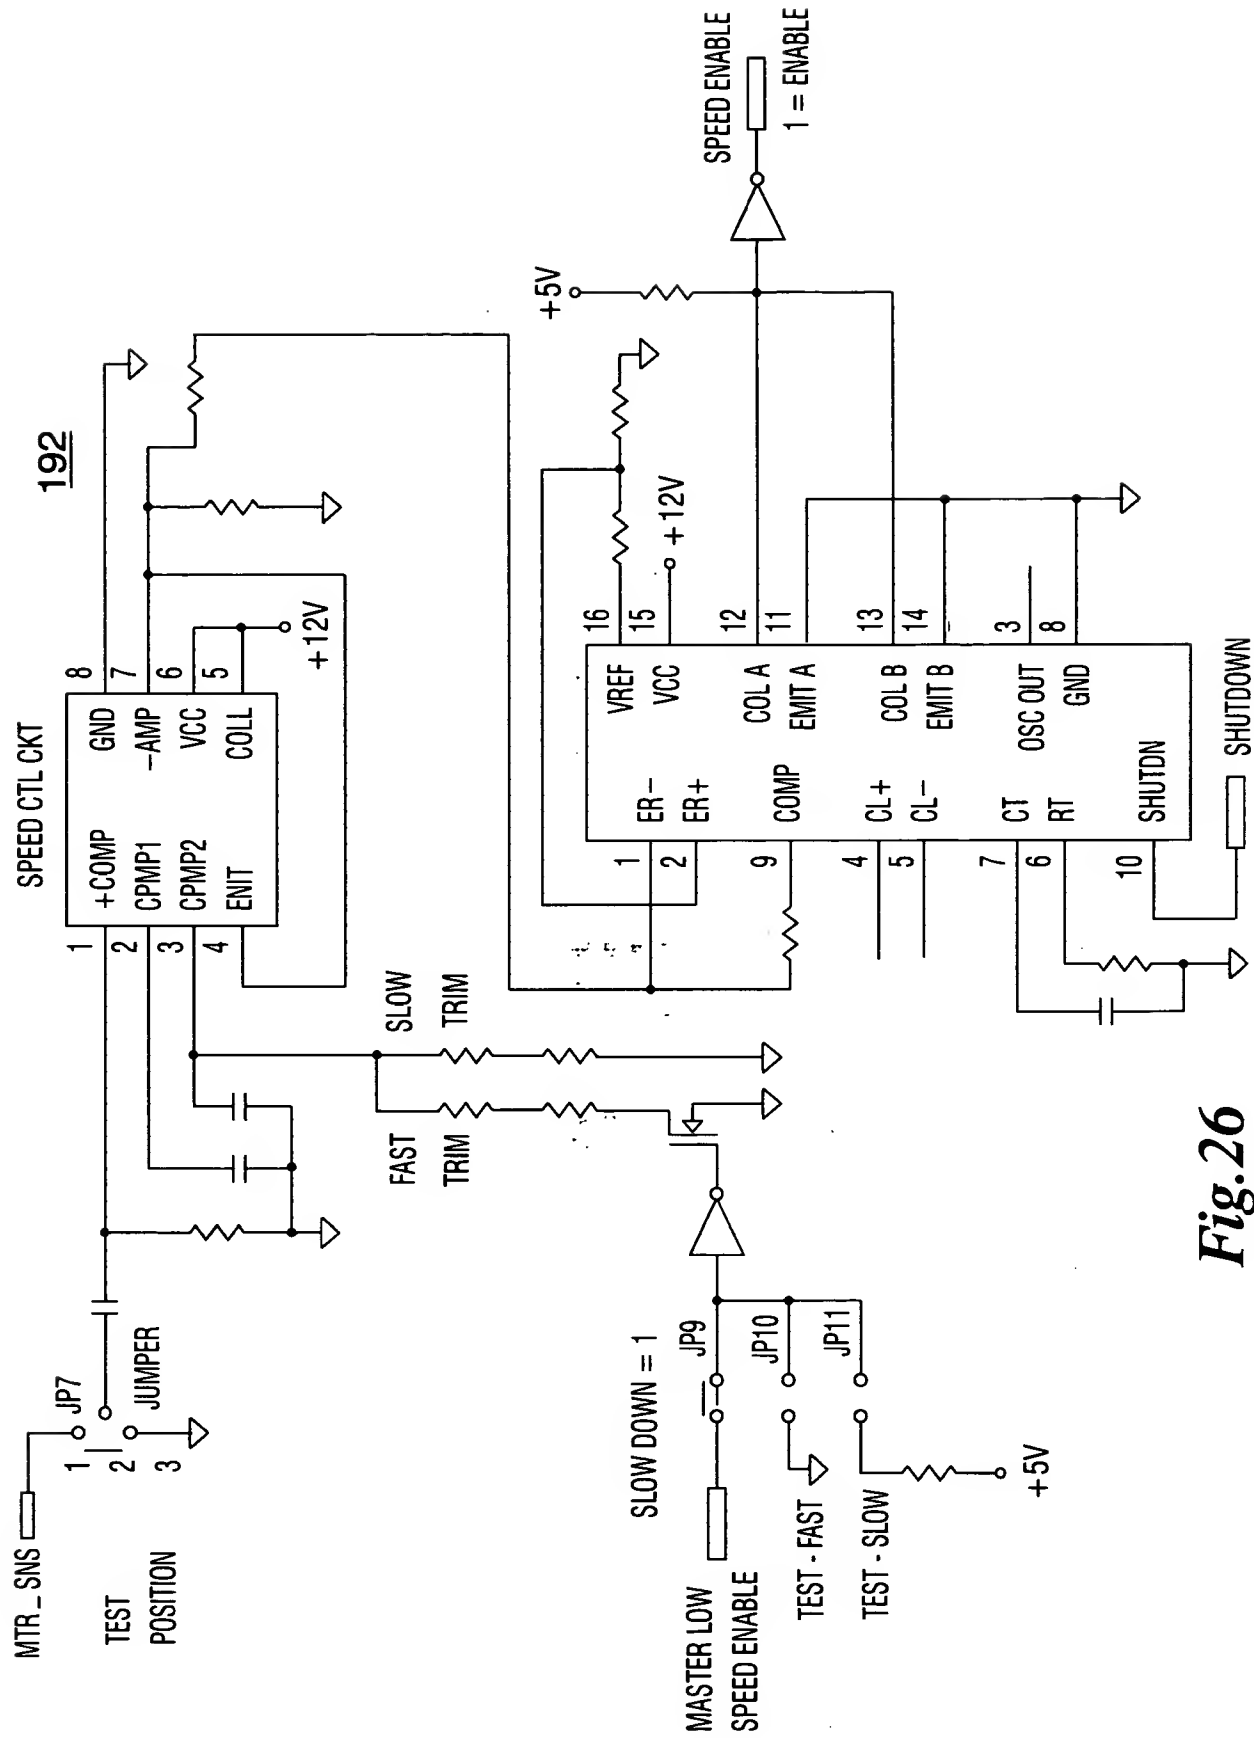 192
SPEED CTL CKT
MTR_SNS
TEST
POSITION
1
2
3
JP7
JUMPER
1
2
3
4
+COMP
CPMP1
CPMP2
ENIT
GND
–AMP
VCC
COLL
8
7
6
5
+12V
FAST
TRIM
SLOW
TRIM
SLOW DOWN = 1
MASTER LOW
SPEED ENABLE
TEST - FAST
TEST - SLOW
JP9
JP10
JP11
+5V
1
2
9
4
5
7
6
10
ER–
ER+
COMP
CL+
CL–
CT
RT
SHUTDN
VREF
VCC
COL A
EMIT A
COL B
EMIT B
OSC OUT
GND
16
15
12
11
13
14
3
8
+12V
+5V
SPEED ENABLE
1 = ENABLE
SHUTDOWN
Fig.26